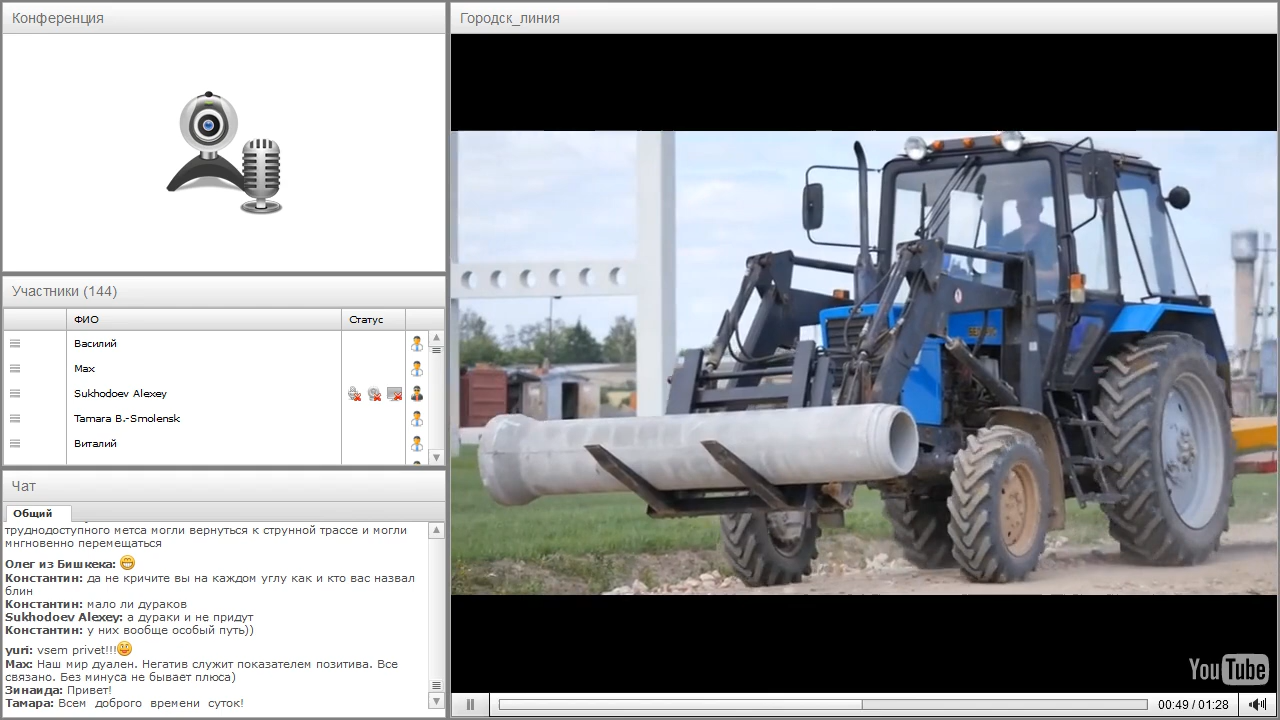 Конференция
Городск_линия
Участники (144)
ФИО
Статус
Василий
Max
Sukhodoev Alexey
Tamara B.-Smolensk
Виталий
Чат
Общий
труднодоступного метса могли вернуться к струнной трассе и могли
мнгновенно перемещаться
Олег из Бишкека:
Константин: да не кричите вы на каждом углу как и кто вас назвал
блин
Константин: мало ли дураков
Sukhodoev Alexey: а дураки и не придут
Константин: у них вообще особый путь))
yuri: vsem privet!!!
Max: Наш мир дуален. Негатив служит показателем позитива. Все
связано. Без минуса не бывает плюса)
Зинаида: Привет!
Тамара: Всем доброго времени суток!
YouTube
00:49 / 01:28